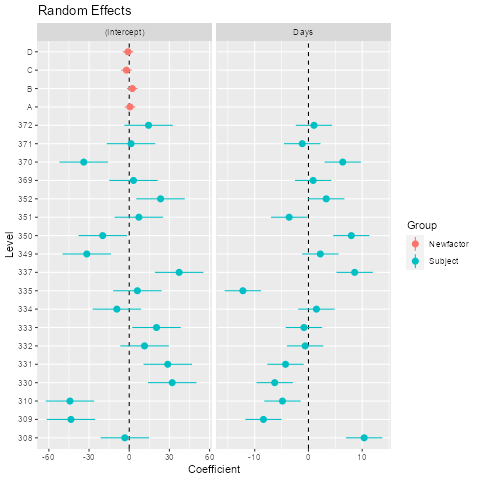 Random Effects
(Intercept)
Days
D
C
B
A
372
371
370
369
352
351
350
349
337
335
334
333
332
331
330
310
309
308
Level
-60 -30 0 30 60
-10 0 10
Coefficient
Group
Newfactor
Subject